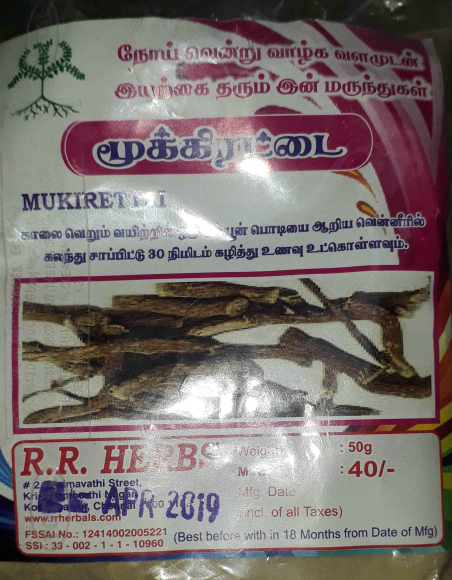 நோய் வென்று வாழ்க வளமுடன்
இயற்கை தரும் இன் மருந்துகள்
மூக்கிரட்டை
காலை வெறும் வயிற்றில் பொடியை ஆறிய வெண்ணீரில்
கலந்து சாப்பிட்டு 30 நிமிடம் கழித்து உணவு உட்கொள்ளவும்.
R.R. HERBS
Weight : 50g
: 40/-
Mfg. Date
(Incl. of all Taxes)
Street,
Chennai
APR 2019
www.rrherbals.com
FSSAI No.: 12414002005221
SSI : 33 - 002 - 1 - 1 - 10960
(Best before with in 18 Months from Date of Mfg)